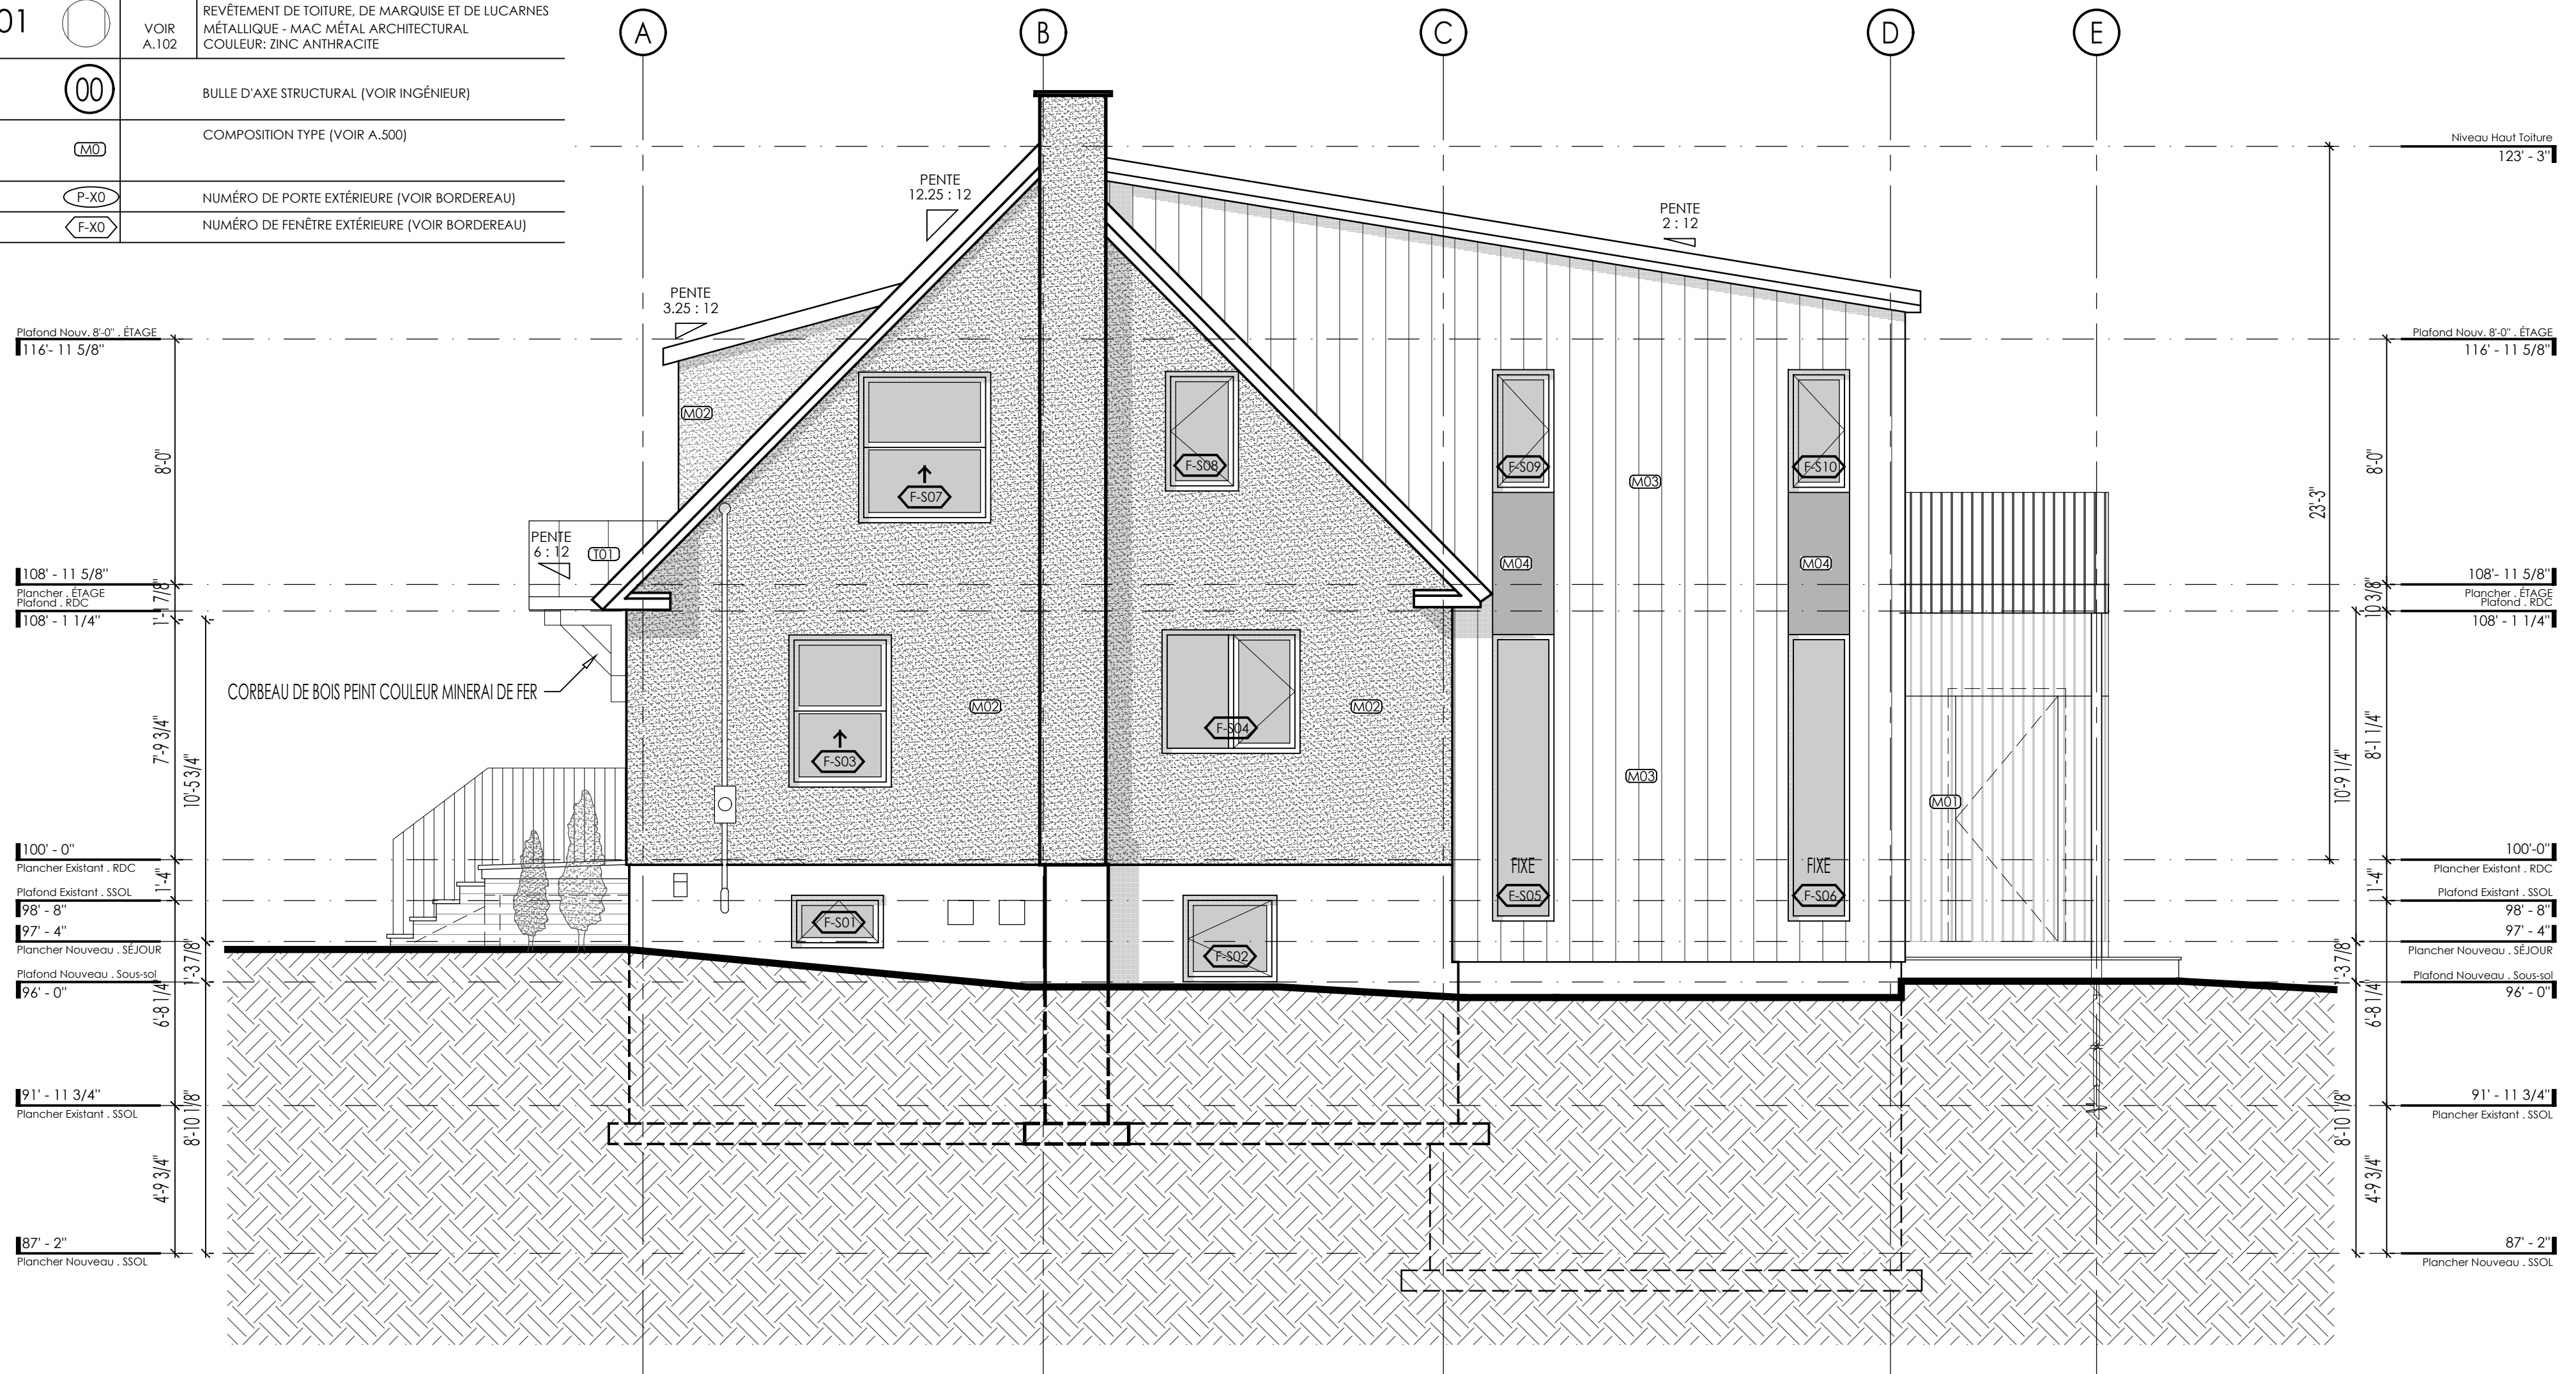 01
VOIR
A.102
REVÊTEMENT DE TOITURE, DE MARQUISE ET DE LUCARNES
MÉTALLIQUE - MAC MÉTAL ARCHITECTURAL
COULEUR: ZINC ANTHRACITE
00
BULLE D'AXE STRUCTURAL (VOIR INGÉNIEUR)
M0
COMPOSITION TYPE (VOIR A.500)
P-X0
NUMÉRO DE PORTE EXTÉRIEURE (VOIR BORDEREAU)
F-X0
NUMÉRO DE FENÊTRE EXTÉRIEURE (VOIR BORDEREAU)
A
B
C
D
E
Niveau Haut Toiture
123' - 3"
PENTE
12.25 : 12
PENTE
2 : 12
PENTE
3.25 : 12
PENTE
6 : 12
T01
Plafond Nouv. 8'-0" . ÉTAGE
116'- 11 5/8"
108' - 11 5/8"
Plancher . ÉTAGE
Plafond . RDC
108' - 1 1/4"
100' - 0"
Plancher Existant . RDC
Plafond Existant . SSOL
98' - 8"
97' - 4"
Plancher Nouveau . SÉJOUR
Plafond Nouveau . Sous-sol
96' - 0"
91' - 11 3/4"
Plancher Existant . SSOL
87' - 2"
Plancher Nouveau . SSOL
8'-0"
1'-1 7/8"
7'-9 3/4"
10'-5 3/4"
1'-4"
1'-3 7/8"
6'-8 1/4"
8'-10 1/8"
4'-9 3/4"
CORBEAU DE BOIS PEINT COULEUR MINERAI DE FER
M02
F-S07
F-S08
F-S09
F-S10
M03
M04
M04
M02
M02
F-S03
F-S04
M03
M01
FIXE
F-S05
FIXE
F-S06
F-S01
F-S02
Plafond Nouv. 8'-0" . ÉTAGE
116' - 11 5/8"
108'- 11 5/8"
Plancher . ÉTAGE
Plafond . RDC
108' - 1 1/4"
100'-0"
Plancher Existant . RDC
Plafond Existant . SSOL
98' - 8"
97' - 4"
Plancher Nouveau . SÉJOUR
Plafond Nouveau . Sous-sol
96' - 0"
91' - 11 3/4"
Plancher Existant . SSOL
87' - 2"
Plancher Nouveau . SSOL
23'-3"
8'-0"
10 3/8"
8'-1 1/4"
10'-9 1/4"
1'-4"
1'-3 7/8"
6'-8 1/4"
8'-10 1/8"
4'-9 3/4"